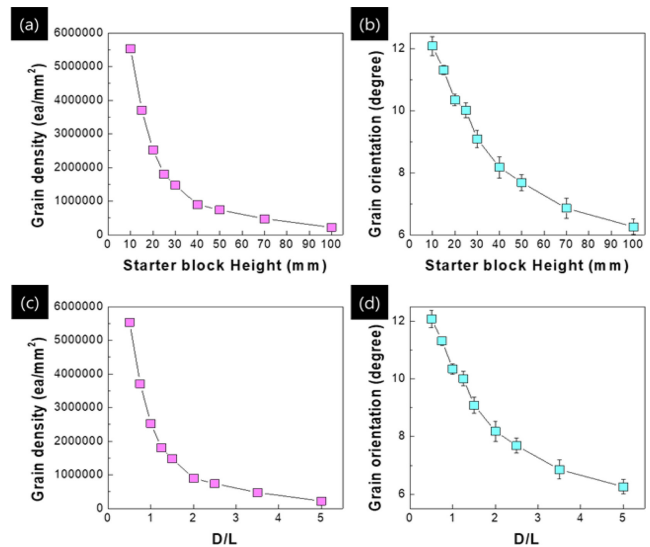 (a)
6000000
5000000
4000000
3000000
2000000
1000000
0
Grain density (ea/mm²)
0 10 20 30 40 50 60 70 80 90 100
Starter block Height (mm)
(b)
12
10
8
6
Grain orientation (degree)
0 10 20 30 40 50 60 70 80 90 100
Starter block Height (mm)
(c)
6000000
5000000
4000000
3000000
2000000
1000000
0
Grain density (ea/mm²)
0 1 2 3 4 5
D/L
(d)
12
10
8
6
Grain orientation (degree)
0 1 2 3 4 5
D/L